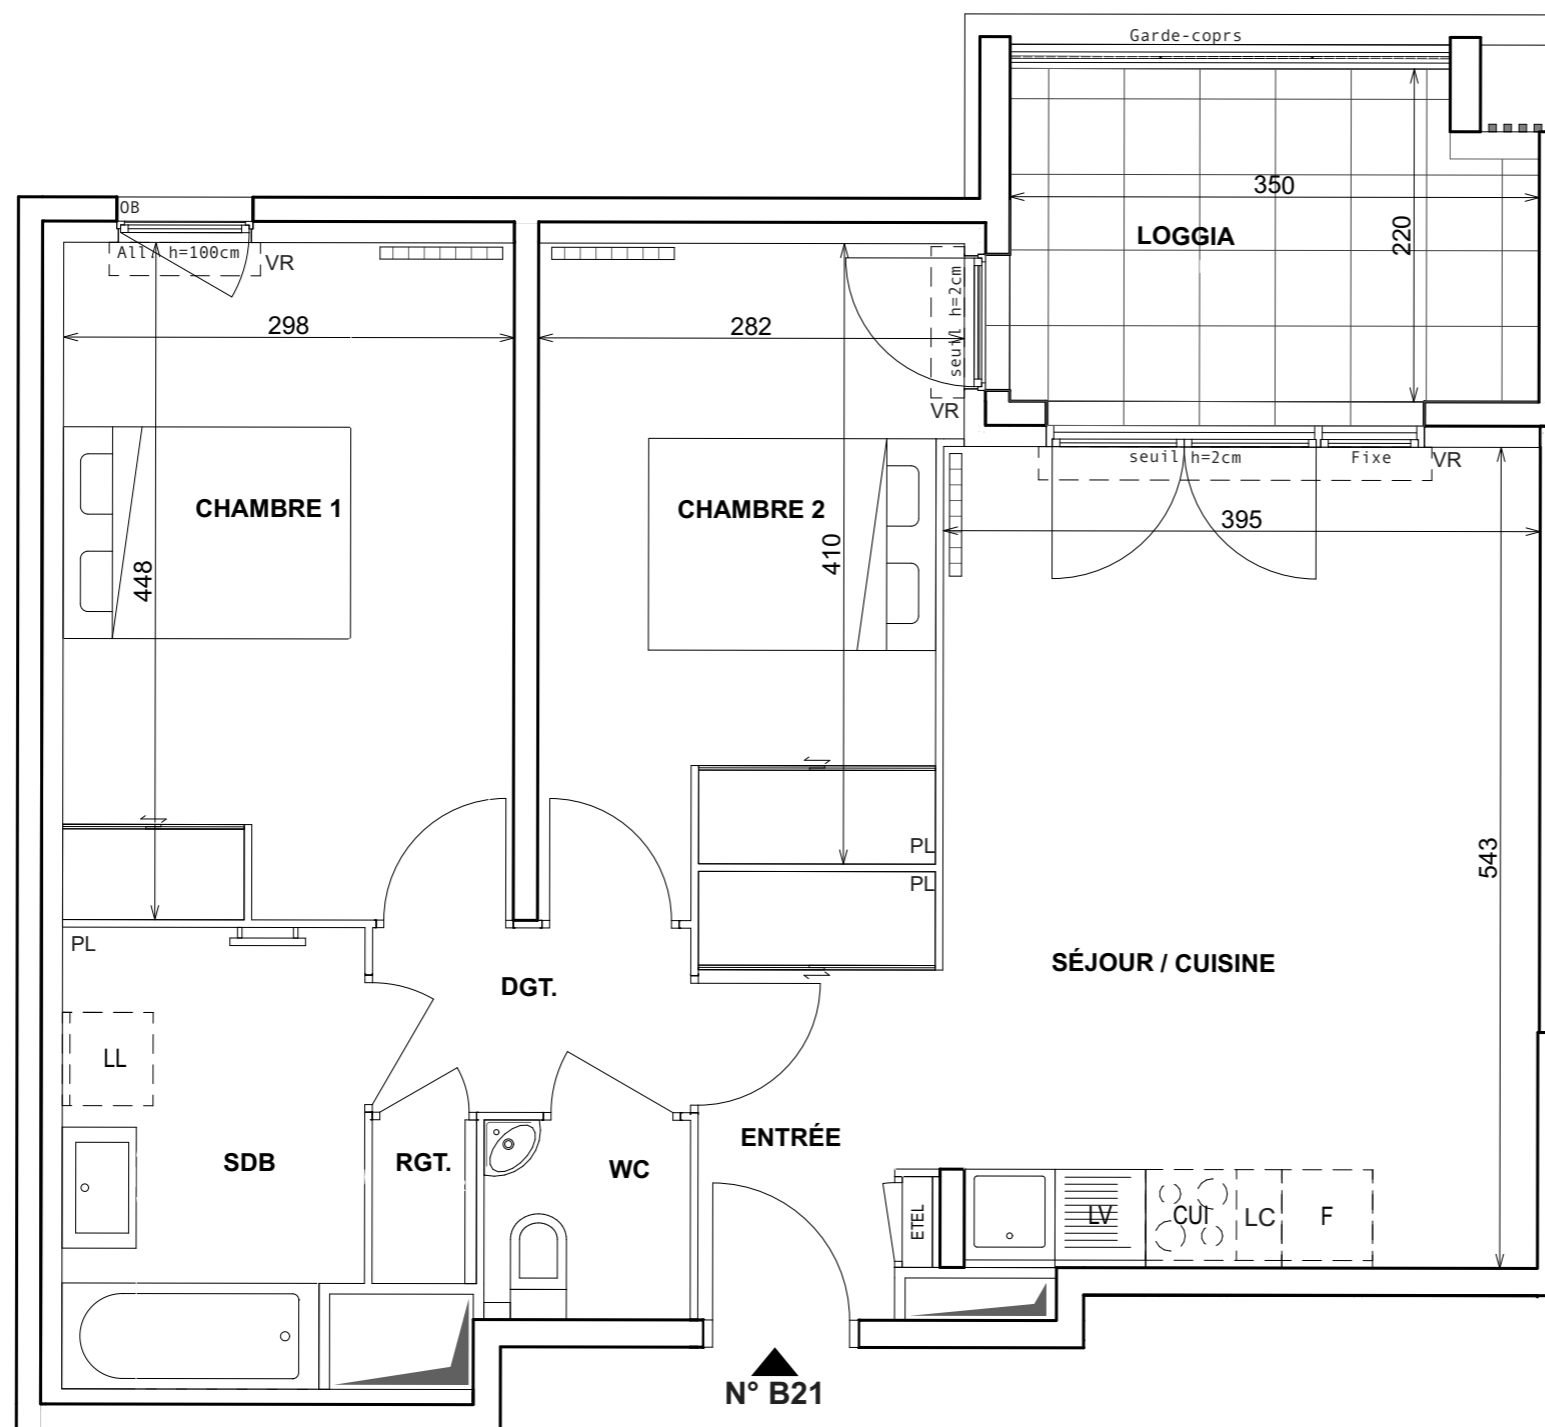 Garde-coprs
OB
All. h=100cm
VR
350
LOGGIA
220
298
282
seuil h=2cm
VR
seuil h=2cm
Fixe
VR
395
CHAMBRE 1
CHAMBRE 2
448
410
543
PL
PL
PL
SÉJOUR / CUISINE
DGT.
LL
ENTRÉE
SDB
RGT.
WC
ETEL
LV
CUI
LC
F
N° B21